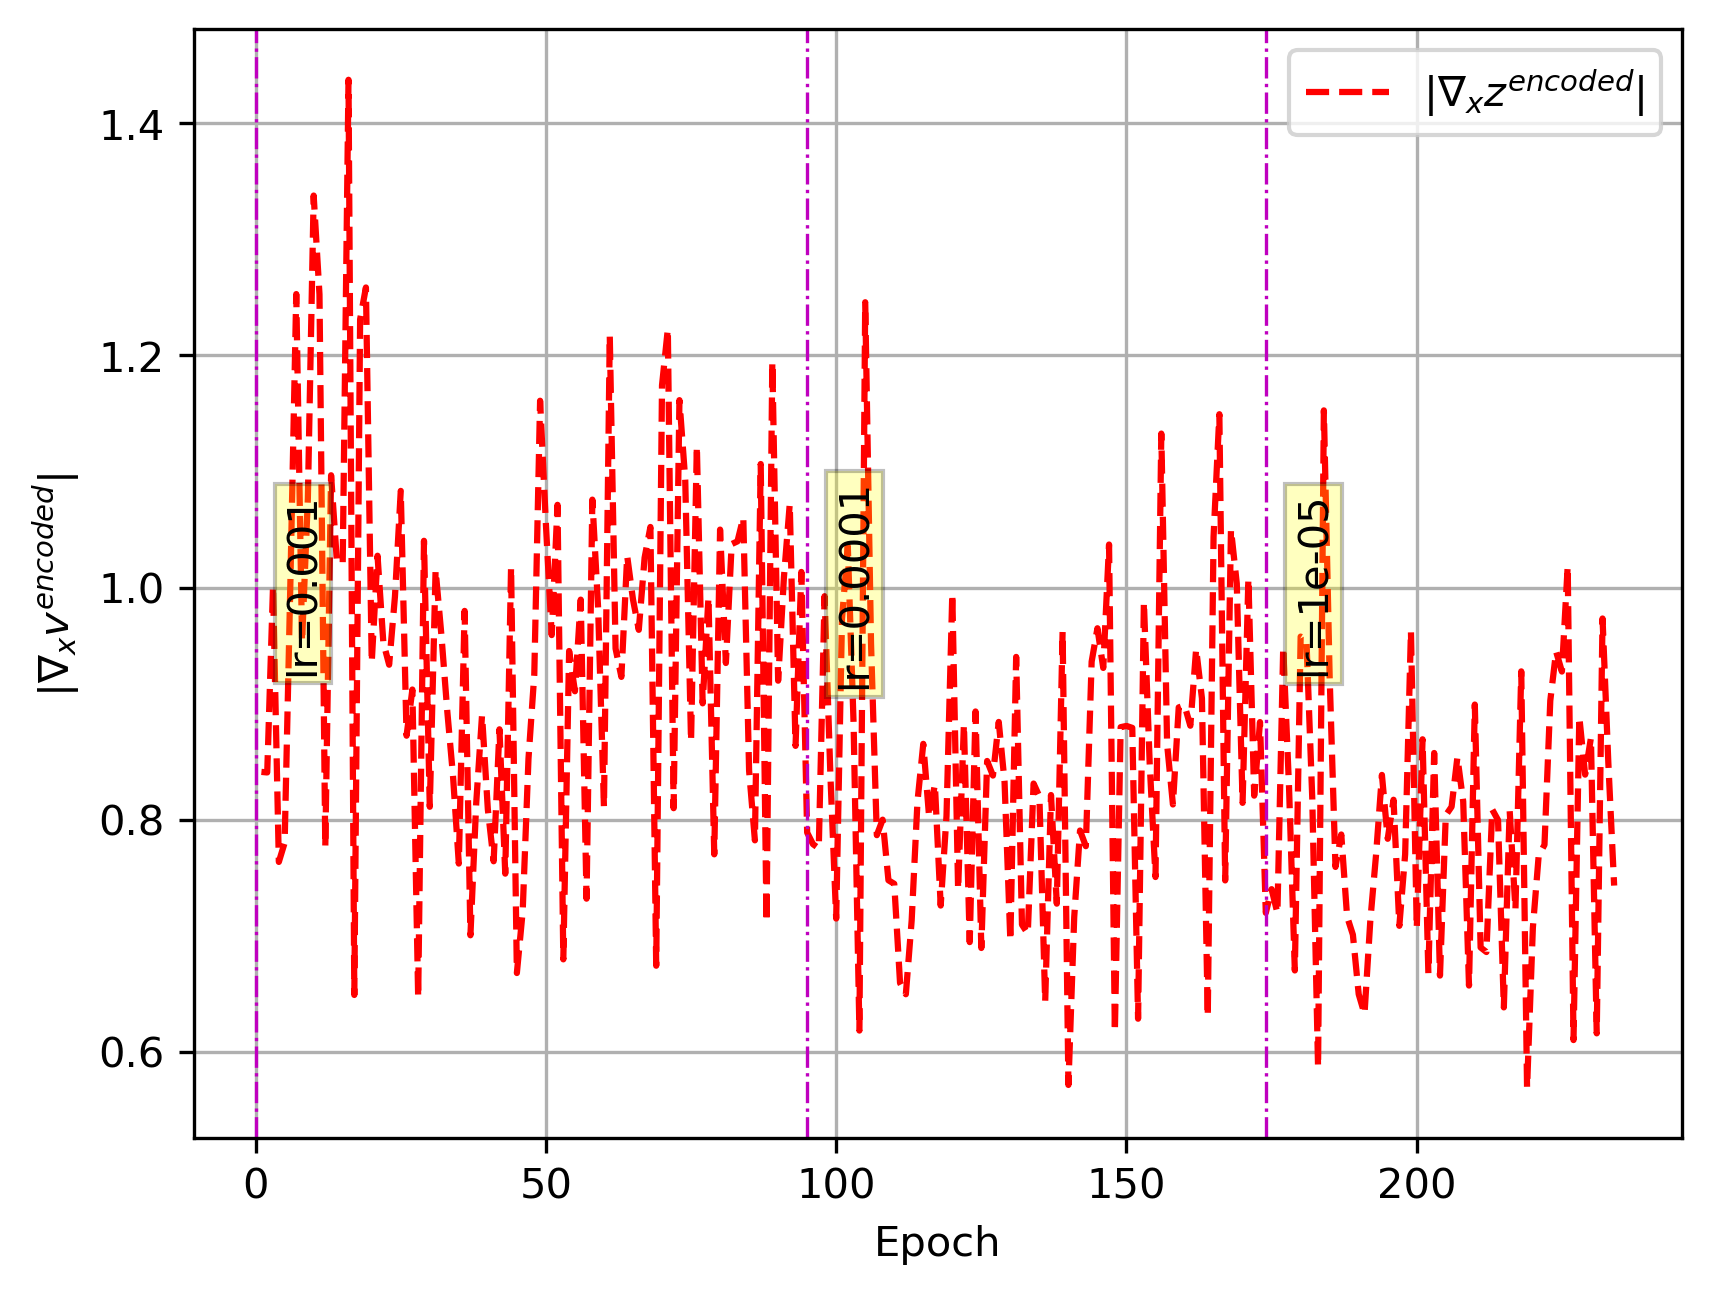 |∇ₓz^{encoded}|
1.4
1.2
1.0
0.8
0.6
|∇ₓv^{encoded}|
lr=0.001
lr=0.0001
lr=1e-05
0 50 100 150 200
Epoch